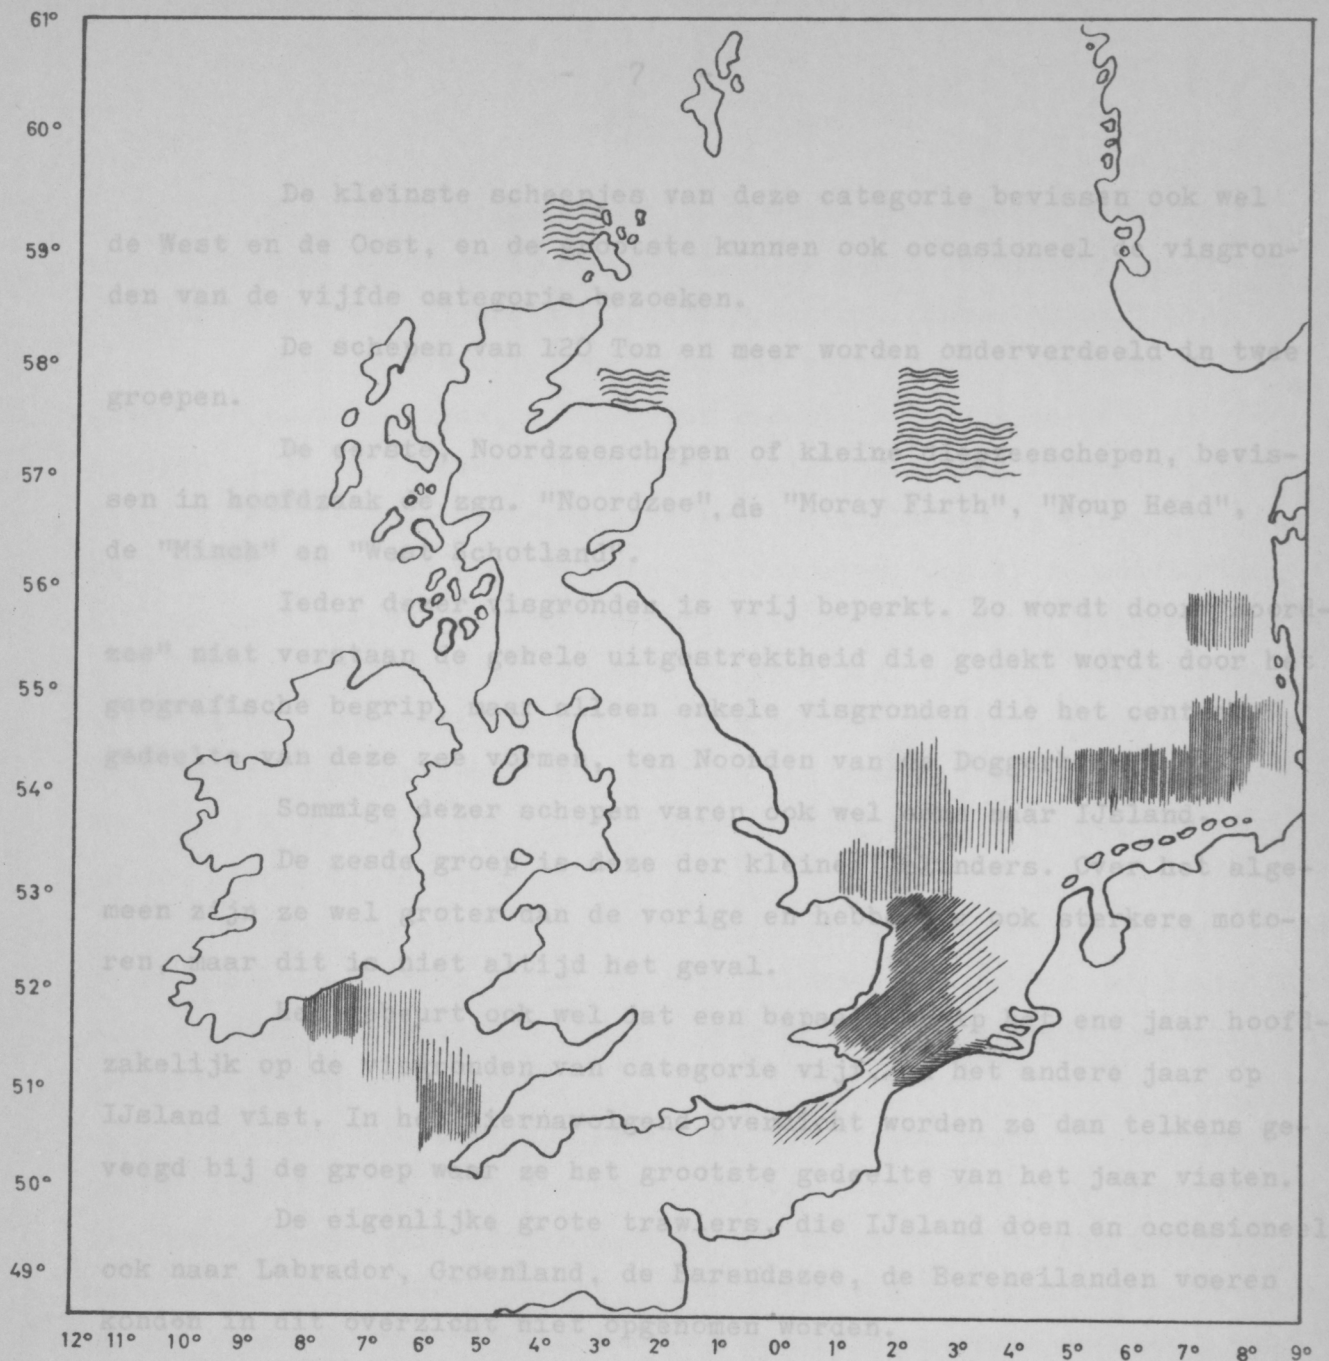 61°
- 7
60°
De kleinste scheepjes van deze categorie bevissen ook wel
59°
de West en de Oost, en de grootste kunnen ook occasioneel de visgron-
den van de vijfde categorie bezoeken.
58°
De schepen van 120 Ton en meer worden onderverdeeld in twee
groepen.
De eerste, Noordzeeschepen of kleine bevis-
57°
sen in hoofdzaak de zgn. "Noordzee", de "Moray Firth", "Noup Head",
de "Minch" en "West Schotland".
56°
Ieder dezer visgronden is vrij beperkt. Zo wordt door "Noord-
zee" niet verstaan de gehele uitgestrektheid die gedekt wordt door het
55°
geografische begrip, maar alleen enkele visgronden die het
gedeelte van deze zee vormen, ten Noorden van de
54°
Sommige dezer schepen varen ook wel naar IJsland.
De zesde groep is deze der kleine Over het alge-
53°
meen zijn ze wel groter dan de vorige en hebben ook sterkere moto-
ren, maar dit is niet altijd het geval.
52°
ook wel dat een ene jaar hoofd-
zakelijk op de visgronden van categorie vijf en het andere jaar op
51°
IJsland vist. In het hiernavolgend overzicht worden ze dan telkens ge-
voegd bij de groep waar ze het grootste gedeelte van het jaar visten.
50°
De eigenlijke grote trawlers, die IJsland doen en occasioneel
49°
ook naar Labrador, Groenland, de Barendszee, de Bereneilanden voeren
konden in dit overzicht niet opgenomen worden.
12° 11° 10° 9° 8° 7° 6° 5° 4° 3° 2° 1° 0° 1° 2° 3° 4° 5° 6° 7° 8° 9°